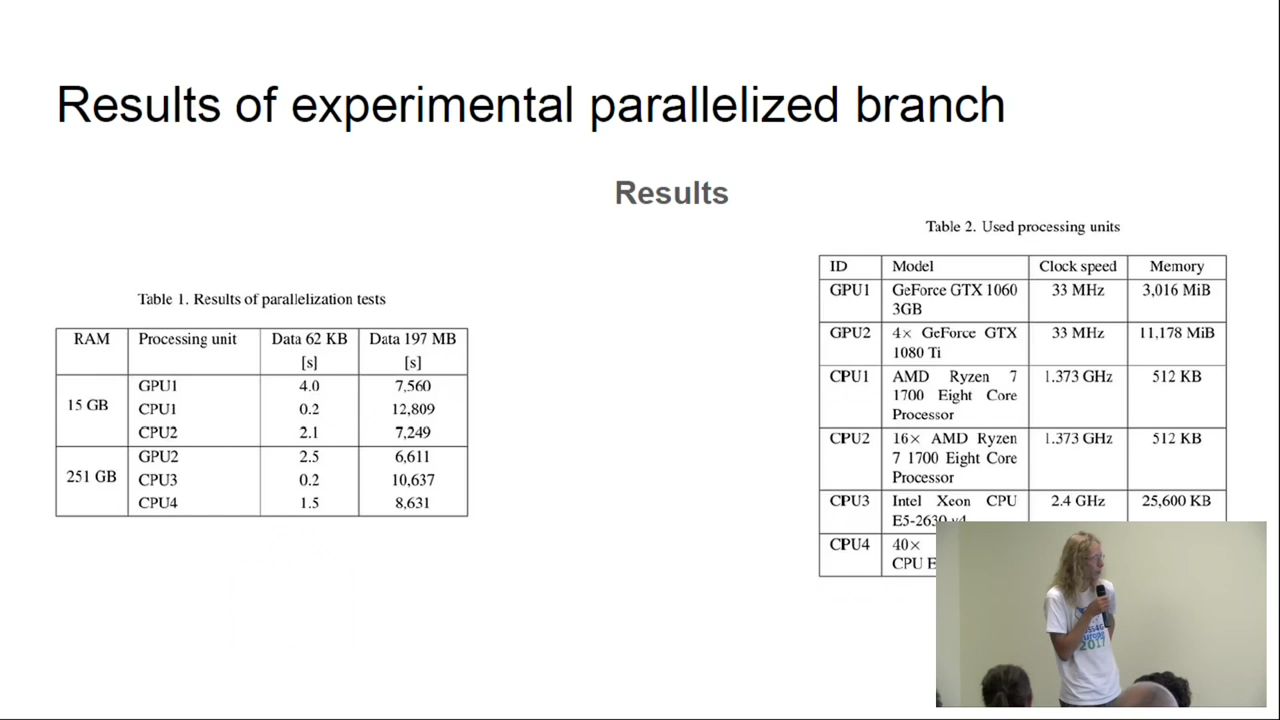 Results of experimental parallelized branch
Results
Table 1. Results of parallelization tests
RAM Processing unit Data 62 KB Data 197 MB
[s] [s]
GPU1 4.0 7,560
15 GB CPU1 0.2 12,809
CPU2 2.1 7,249
GPU2 2.5 6,611
251 GB CPU3 0.2 10,637
CPU4 1.5 8,631
Table 2. Used processing units
ID Model Clock speed Memory
GPU1 GeForce GTX 1060 33 MHz 3,016 MiB
3GB
GPU2 4× GeForce GTX 33 MHz 11,178 MiB
1080 Ti
CPU1 AMD Ryzen 7 1.373 GHz 512 KB
1700 Eight Core
Processor
CPU2 16× AMD Ryzen 1.373 GHz 512 KB
7 1700 Eight Core
Processor
CPU3 Intel Xeon CPU 2.4 GHz 25,600 KB
E5-2630 v4
CPU4 40×
CPU E
2017